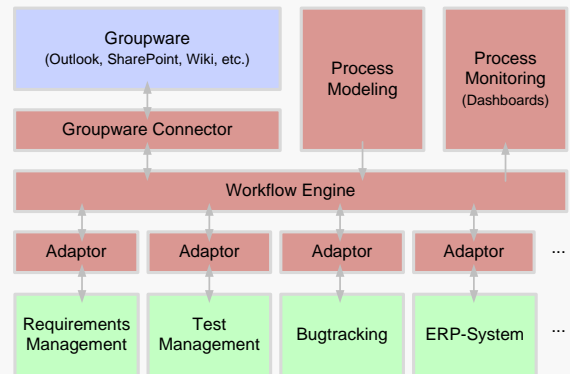 Groupware
(Outlook, SharePoint, Wiki, etc.)
Process
Modeling
Process
Monitoring
(Dashboards)
Groupware Connector
Workflow Engine
Adaptor
Adaptor
Adaptor
Adaptor
...
Requirements
Management
Test
Management
Bugtracking
ERP-System
...